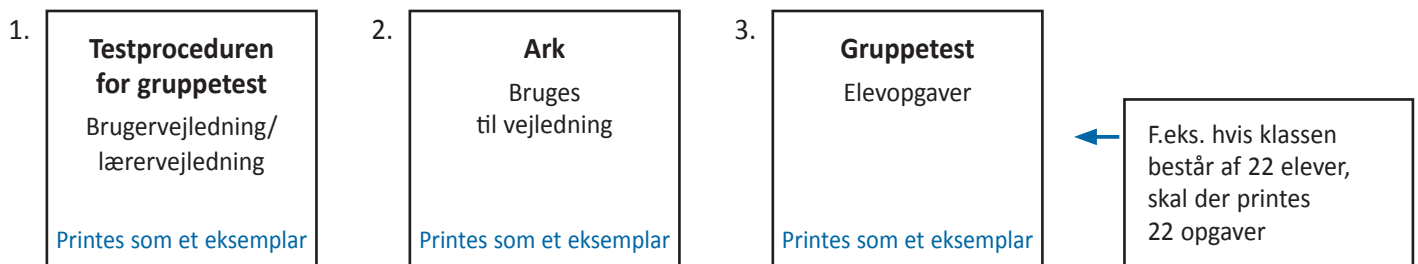 1.
Testproceduren
for gruppetest
Brugervejledning/
lærervejledning
Printes som et eksemplar
2.
Ark
Bruges
til vejledning
Printes som et eksemplar
3.
Gruppetest
Elevopgaver
Printes som et eksemplar
F.eks. hvis klassen
består af 22 elever,
skal der printes
22 opgaver